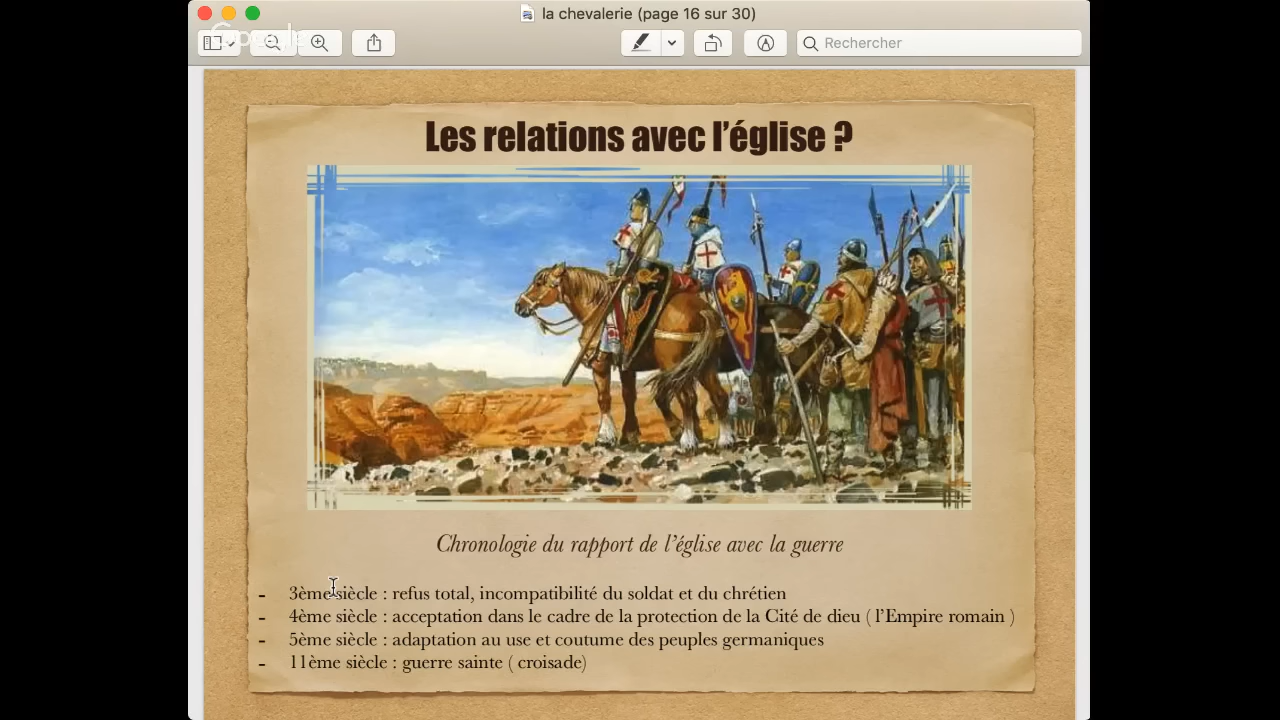 la chevalerie (page 16 sur 30)
Google
Rechercher
Les relations avec l'église ?
Chronologie du rapport de l'église avec la guerre
- 3ème siècle : refus total, incompatibilité du soldat et du chrétien
- 4ème siècle : acceptation dans le cadre de la protection de la Cité de dieu ( l'Empire romain )
- 5ème siècle : adaptation au use et coutume des peuples germaniques
- 11ème siècle : guerre sainte ( croisade)